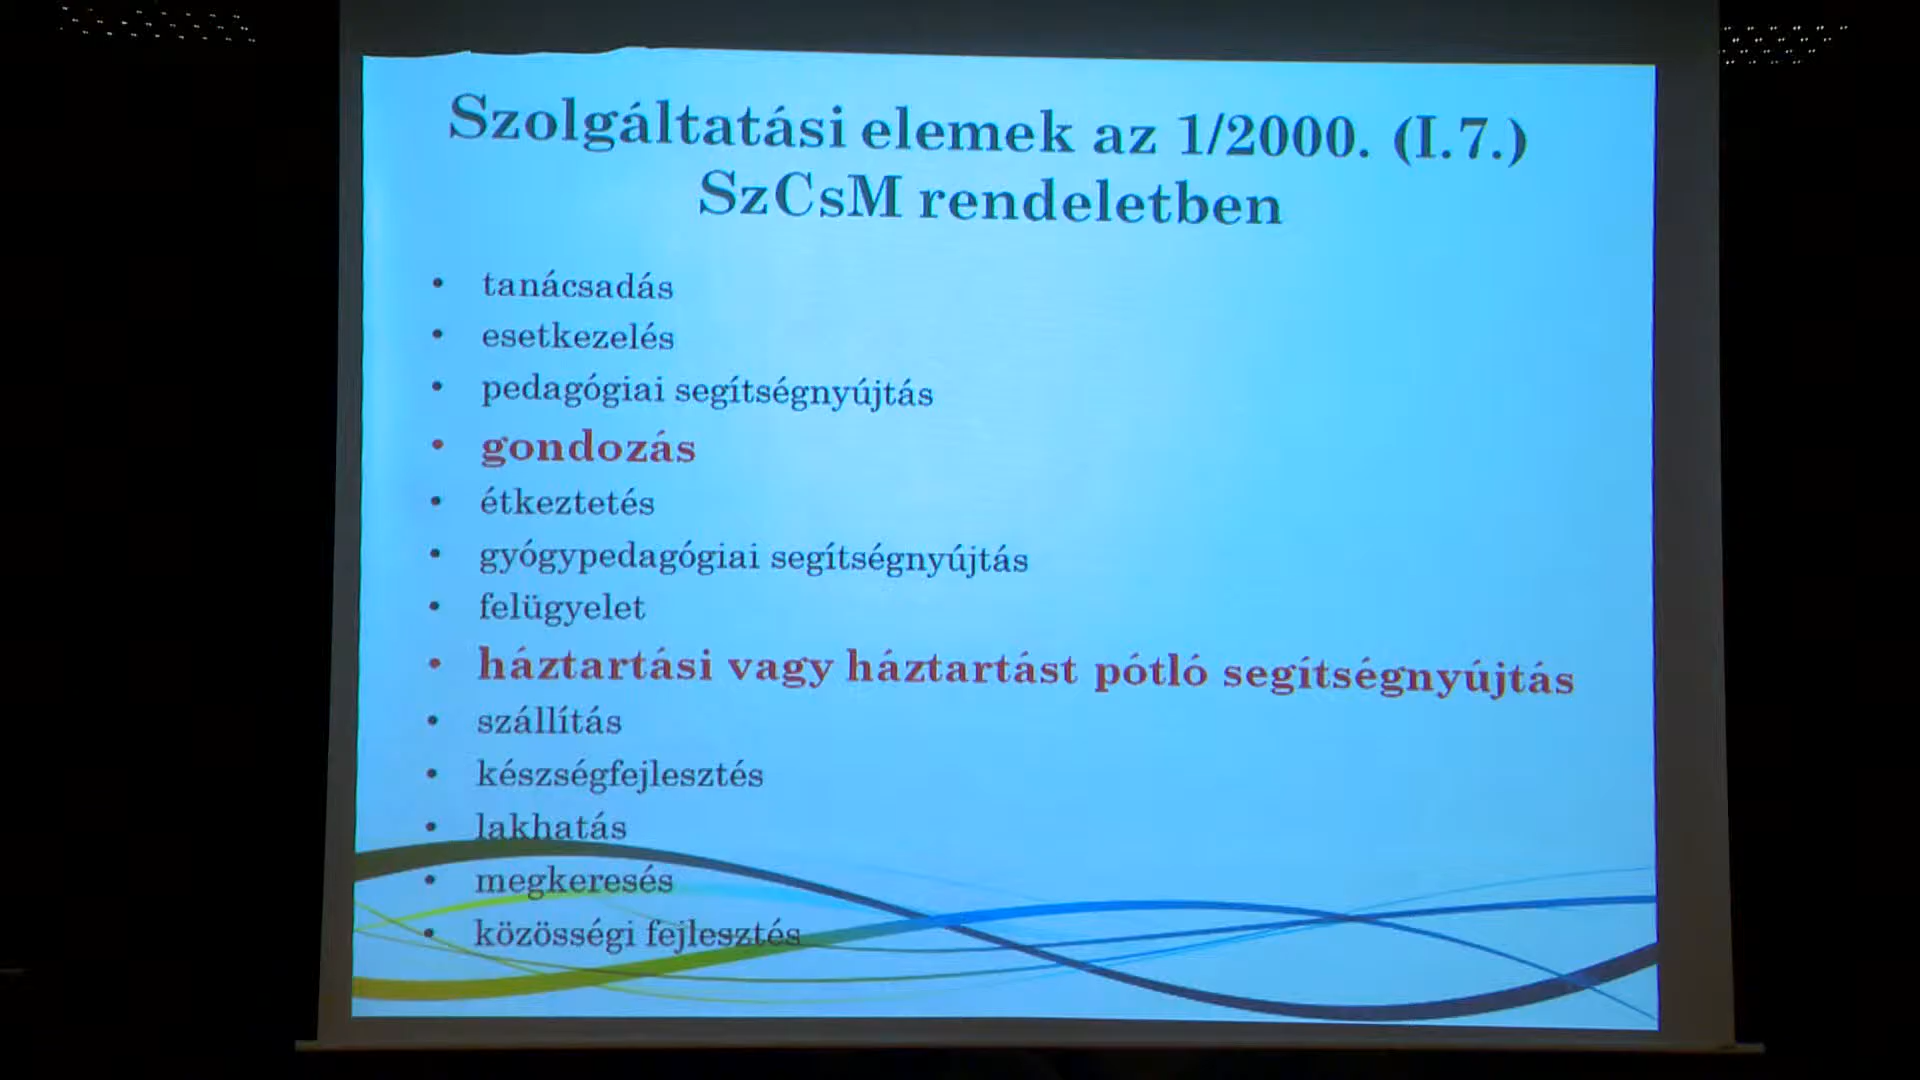 Szolgáltatási elemek az 1/2000. (I.7.)
SzCsM rendeletben
• tanácsadás
• esetkezelés
• pedagógiai segítségnyújtás
• gondozás
• étkeztetés
• gyógypedagógiai segítségnyújtás
• felügyelet
• háztartási vagy háztartást pótló segítségnyújtás
• szállítás
• készségfejlesztés
• lakhatás
• megkeresés
• közösségi fejlesztés